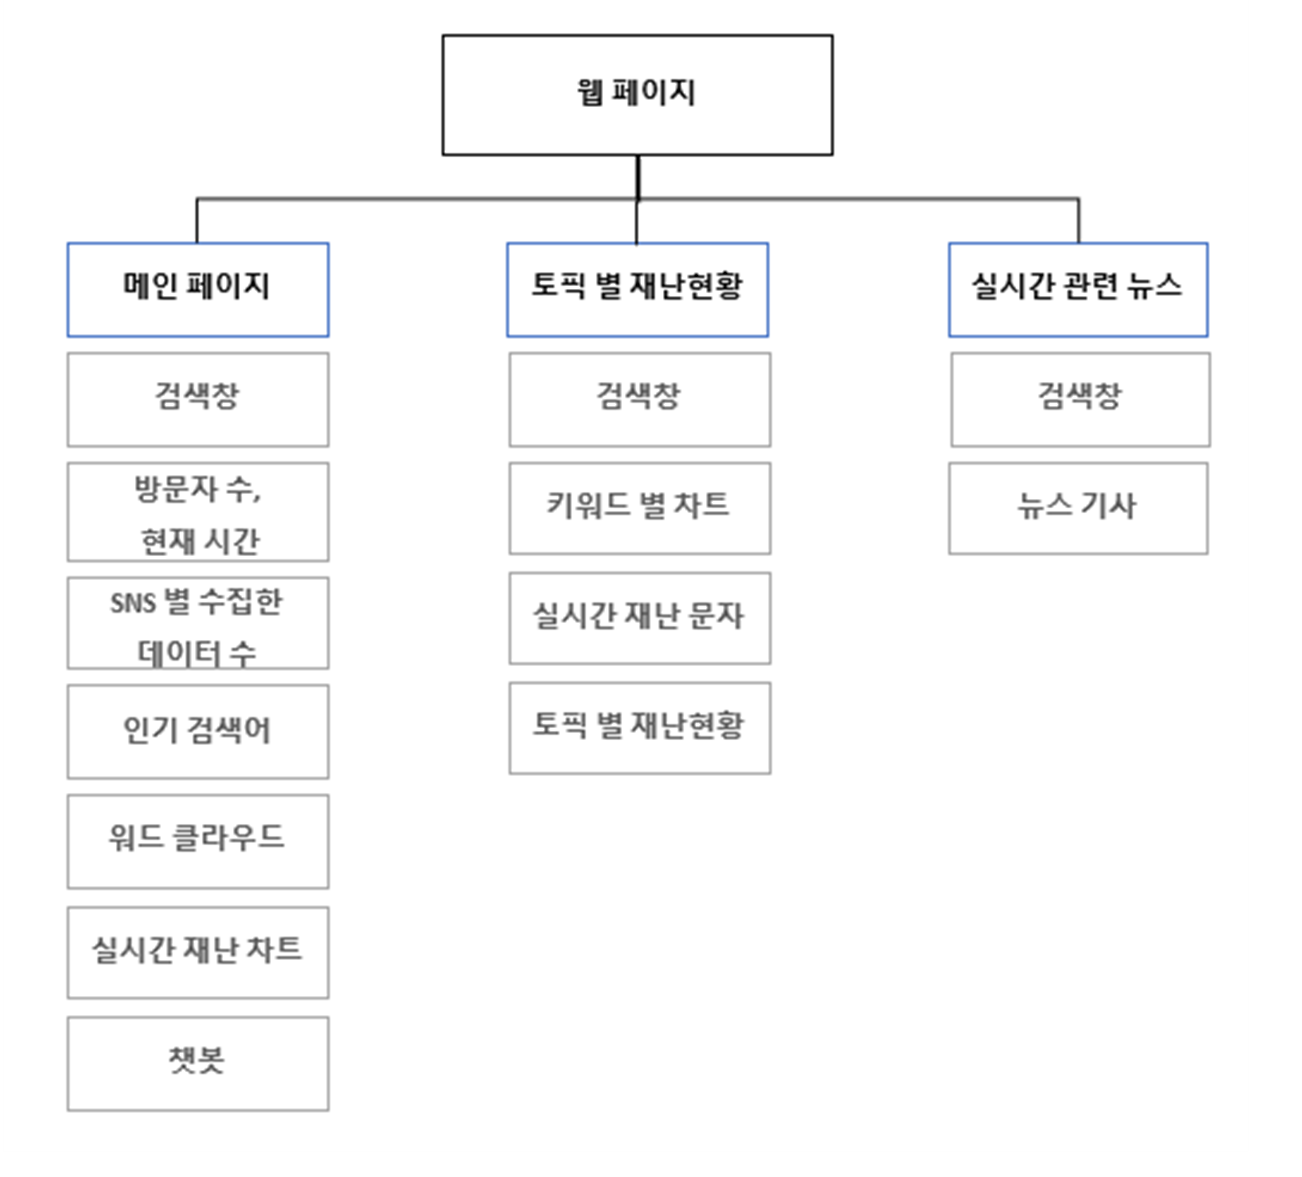 웹 페이지
메인 페이지
검색창
방문자 수,
현재 시간
SNS 별 수집한
데이터 수
인기 검색어
워드 클라우드
실시간 재난 차트
챗봇
토픽 별 재난현황
검색창
키워드 별 차트
실시간 재난 문자
토픽 별 재난현황
실시간 관련 뉴스
검색창
뉴스 기사